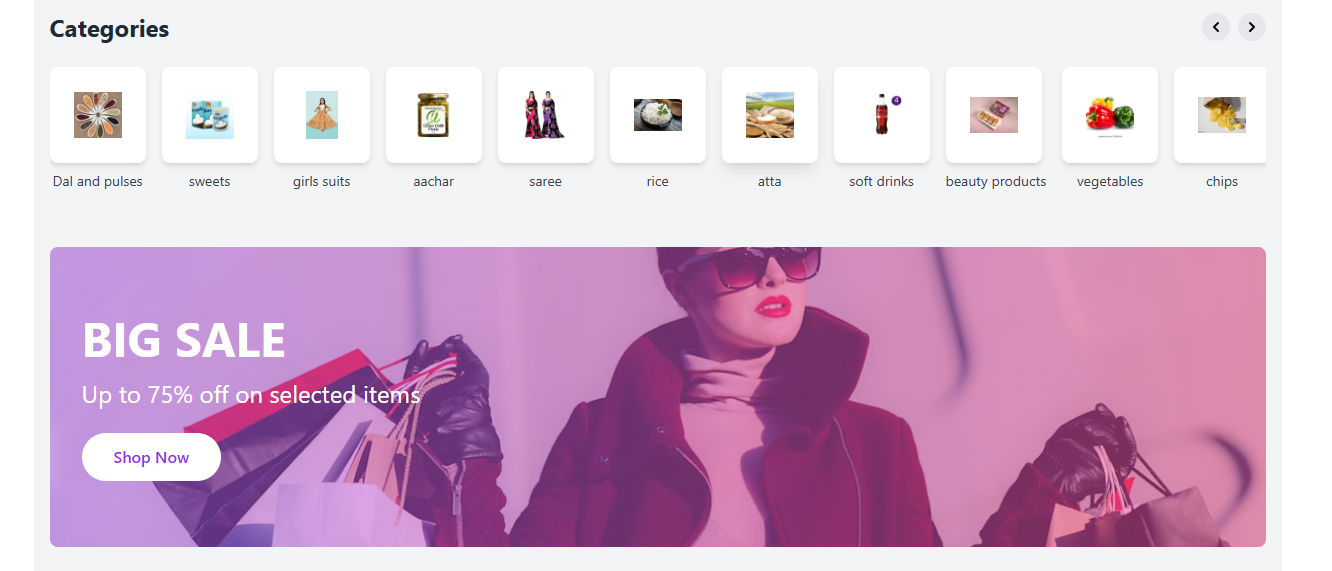 Categories
Dal and pulses
sweets
girls suits
aachar
saree
rice
atta
soft drinks
beauty products
vegetables
chips
BIG SALE
Up to 75% off on selected items
Shop Now